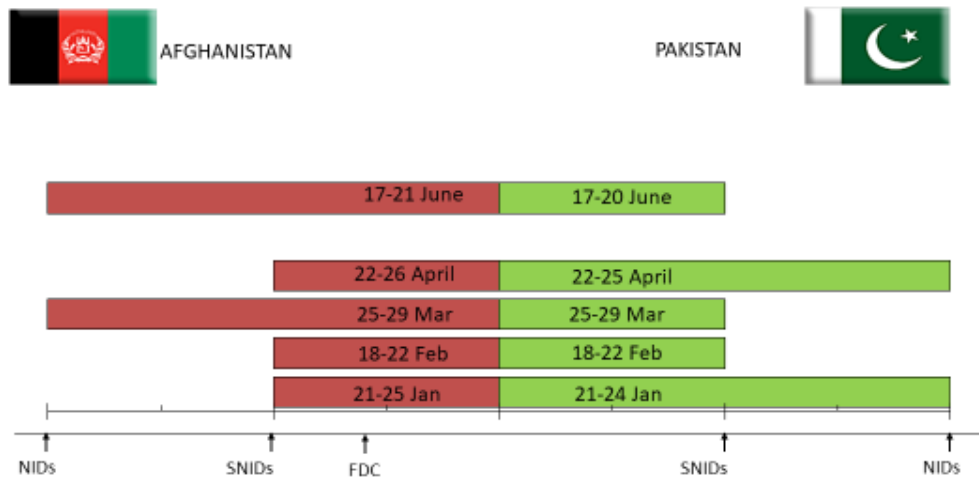 AFGHANISTAN
PAKISTAN
17-21 June
17-20 June
22-26 April
22-25 April
25-29 Mar
25-29 Mar
18-22 Feb
18-22 Feb
21-25 Jan
21-24 Jan
NIDs
SNIDs
FDC
SNIDs
NIDs